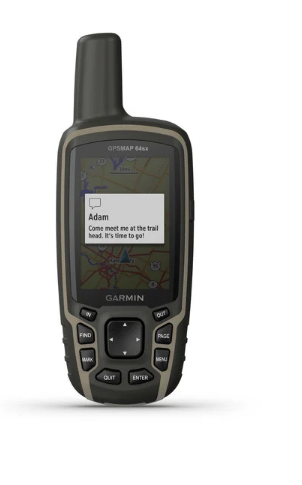 GPSMAP 64sx
Adam
Come meet me at the trail
head. It's time to go!
GARMIN
IN
OUT
FIND
PAGE
MARK
MENU
QUIT
ENTER